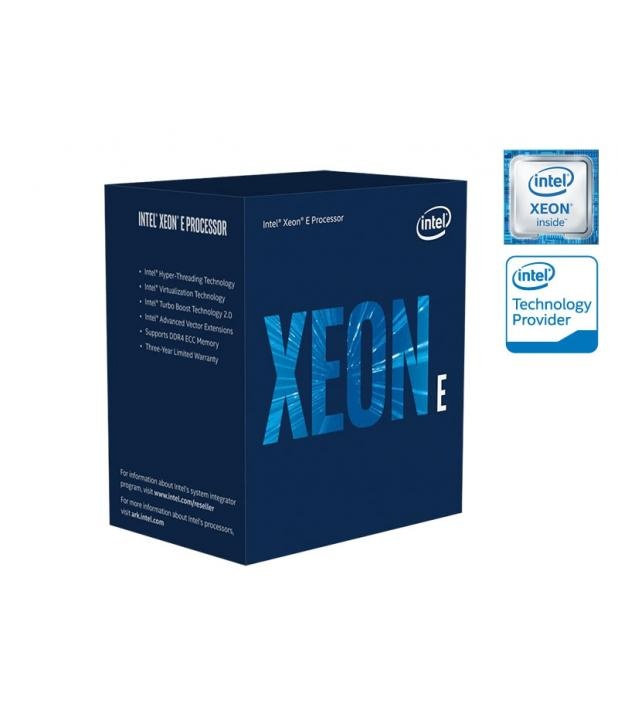 INTEL® XEON® E PROCESSOR
• Intel® Hyper-Threading Technology
• Intel® Virtualization Technology
• Intel® Turbo Boost Technology 2.0
• Intel® Advanced Vector Extensions
• Supports DDR4 ECC Memory
• Three-Year Limited Warranty
For information about Intel's system integrator
program, visit www.intel.com/reseller
For more information about Intel's processors,
visit ark.intel.com
Intel® Xeon® E Processor
intel®
XEON E
intel®
XEON®
inside™
intel®
Technology
Provider